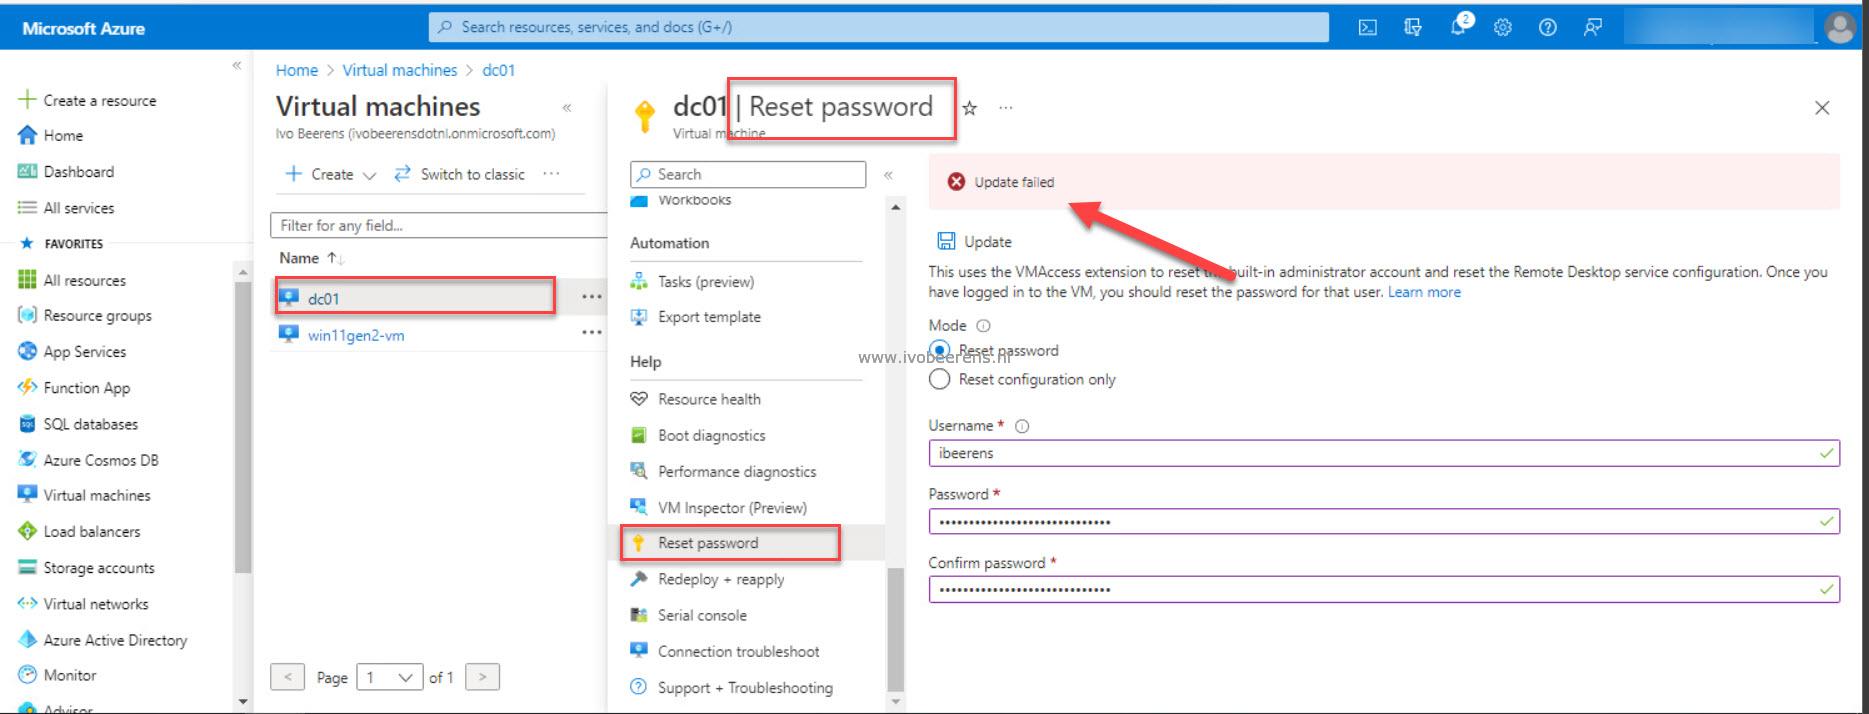 Microsoft Azure
Search resources, services, and docs (G+/)
2
Create a resource
Home
Dashboard
All services
FAVORITES
All resources
Resource groups
App Services
Function App
SQL databases
Azure Cosmos DB
Virtual machines
Load balancers
Storage accounts
Virtual networks
Azure Active Directory
Monitor
Advisor
Home > Virtual machines > dc01
Virtual machines
Ivo Beerens (ivobeerensdotnl.onmicrosoft.com)
Create
Switch to classic
Filter for any field...
Name
dc01
win11gen2-vm
< Page 1 of 1 >
dc01 | Reset password
Virtual machine
Search
Workbooks
Automation
Tasks (preview)
Export template
Help
Resource health
Boot diagnostics
Performance diagnostics
VM Inspector (Preview)
Reset password
Redeploy + reapply
Serial console
Connection troubleshoot
Support + Troubleshooting
Update failed
Update
This uses the VMAccess extension to reset the built-in administrator account and reset the Remote Desktop service configuration. Once you
have logged in to the VM, you should reset the password for that user. Learn more
Mode
www.ivobeerens.nl
Reset password
Reset configuration only
Username *
ibeerens
Password *
Confirm password *